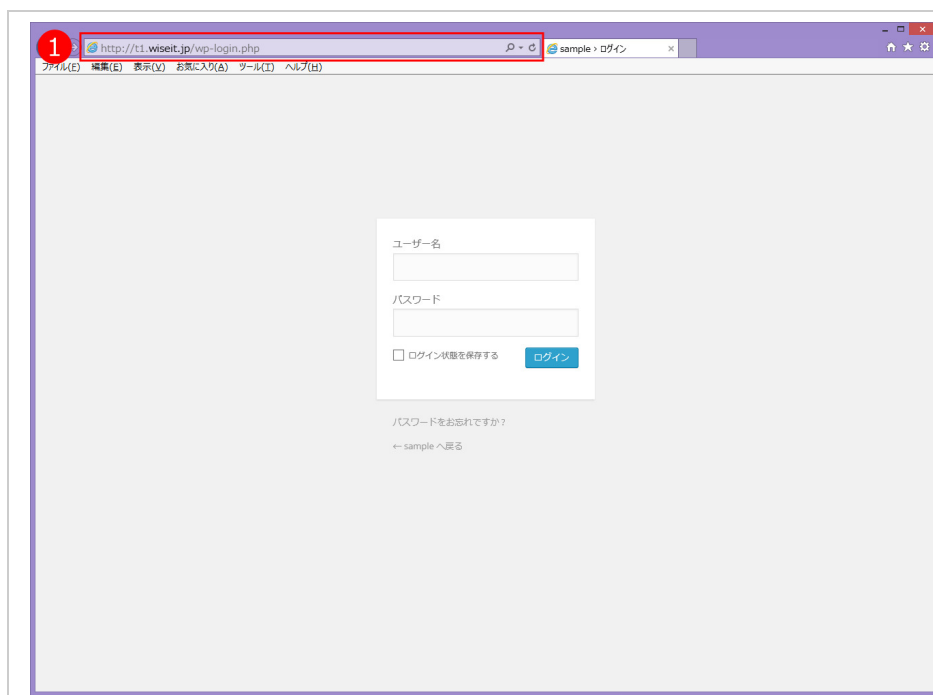 1
http://t1.wiseit.jp/wp-login.php
sample › ログイン
ファイル(F) 編集(E) 表示(V) お気に入り(A) ツール(T) ヘルプ(H)
ユーザー名
パスワード
ログイン状態を保存する
ログイン
パスワードをお忘れですか ?
← sample へ戻る